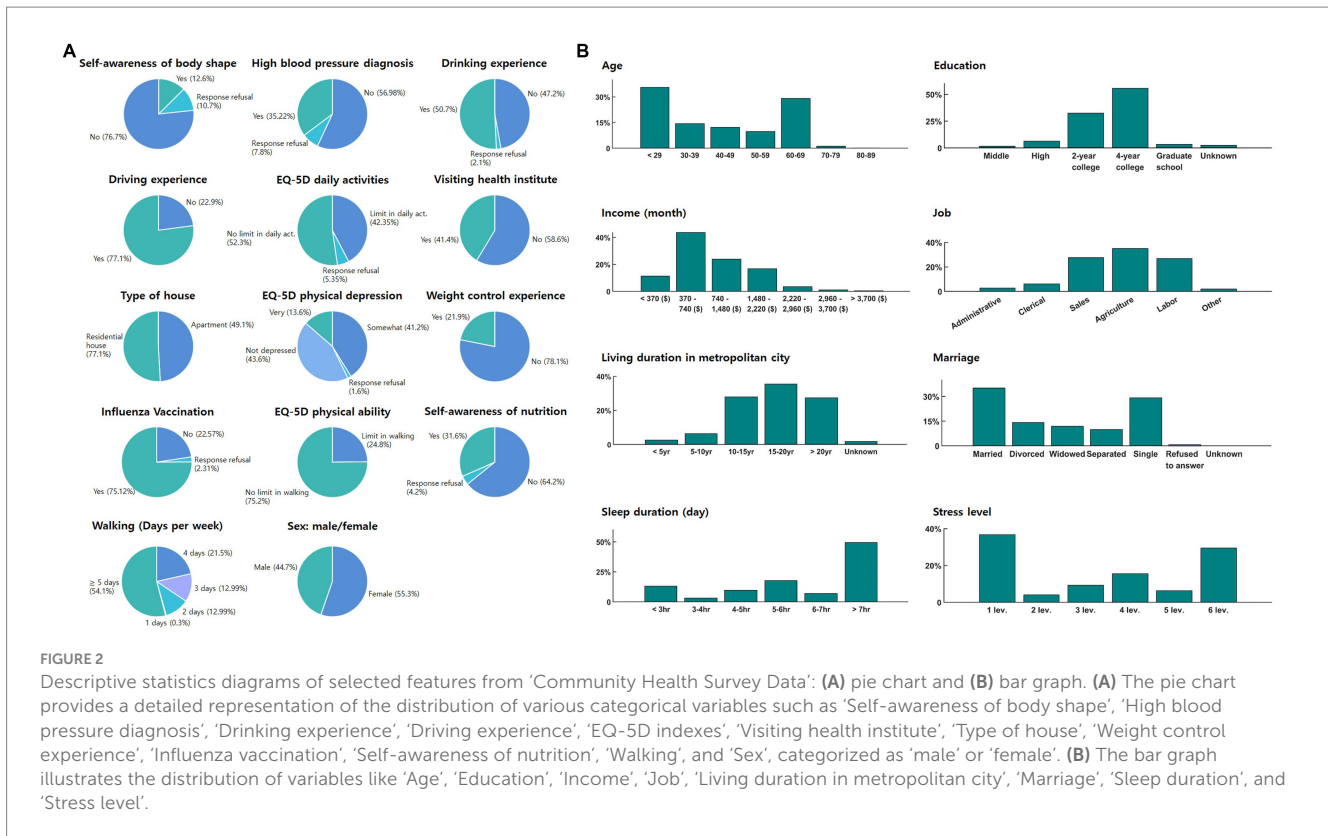 A
Self-awareness of body shape
Yes (12.6%)
Response refusal
(10.7%)
No (76.7%)
High blood pressure diagnosis
No (56.98%)
Yes (35.22%)
Response refusal
(7.8%)
Drinking experience
No (47.2%)
Yes (50.7%)
Response refusal
(2.1%)
Driving experience
No (22.9%)
Yes (77.1%)
EQ-5D daily activities
Limit in daily act.
(42.35%)
No limit in daily act.
(52.3%)
Response refusal
(5.35%)
Visiting health institute
Yes (41.4%)
No (58.6%)
Type of house
Apartment (49.1%)
Residential
house
(77.1%)
EQ-5D physical depression
Very (13.6%)
Somewhat (41.2%)
Not depressed
(43.6%)
Response refusal
(1.6%)
Weight control experience
Yes (21.9%)
No (78.1%)
Influenza Vaccination
No (22.57%)
Response refusal
(2.31%)
Yes (75.12%)
EQ-5D physical ability
Limit in walking
(24.8%)
No limit in walking
(75.2%)
Self-awareness of nutrition
Yes (31.6%)
Response refusal
(4.2%)
No (64.2%)
Walking (Days per week)
4 days (21.5%)
≥ 5 days
(54.1%)
3 days (12.99%)
2 days (12.99%)
1 days (0.3%)
Sex: male/female
Male (44.7%)
Female (55.3%)
B
Age
30%
15%
0
< 29 30-39 40-49 50-59 60-69 70-79 80-89
Education
50%
25%
0
Middle High 2-year 4-year Graduate Unknown
college college school
Income (month)
40%
20%
0
< 370 ($) 370 - 740 - 1,480 - 2,220 - 2,960 - > 3,700 ($)
740 ($) 1,480 ($) 2,220 ($) 2,960 ($) 3,700 ($)
Job
40%
20%
0
Administrative Clerical Sales Agriculture Labor Other
Living duration in metropolitan city
40%
20%
0
< 5yr 5-10yr 10-15yr 15-20yr > 20yr Unknown
Marriage
30%
15%
0
Married Divorced Widowed Separated Single Refused Unknown
to answer
Sleep duration (day)
50%
25%
0
< 3hr 3-4hr 4-5hr 5-6hr 6-7hr > 7hr
Stress level
40%
20%
0
1 lev. 2 lev. 3 lev. 4 lev. 5 lev. 6 lev.
FIGURE 2
Descriptive statistics diagrams of selected features from ‘Community Health Survey Data’: (A) pie chart and (B) bar graph. (A) The pie chart
provides a detailed representation of the distribution of various categorical variables such as ‘Self-awareness of body shape’, ‘High blood
pressure diagnosis’, ‘Drinking experience’, ‘Driving experience’, ‘EQ-5D indexes’, ‘Visiting health institute’, ‘Type of house’, ‘Weight control
experience’, ‘Influenza vaccination’, ‘Self-awareness of nutrition’, ‘Walking’, and ‘Sex’, categorized as ‘male’ or ‘female’. (B) The bar graph
illustrates the distribution of variables like ‘Age’, ‘Education’, ‘Income’, ‘Job’, ‘Living duration in metropolitan city’, ‘Marriage’, ‘Sleep duration’, and
‘Stress level’.